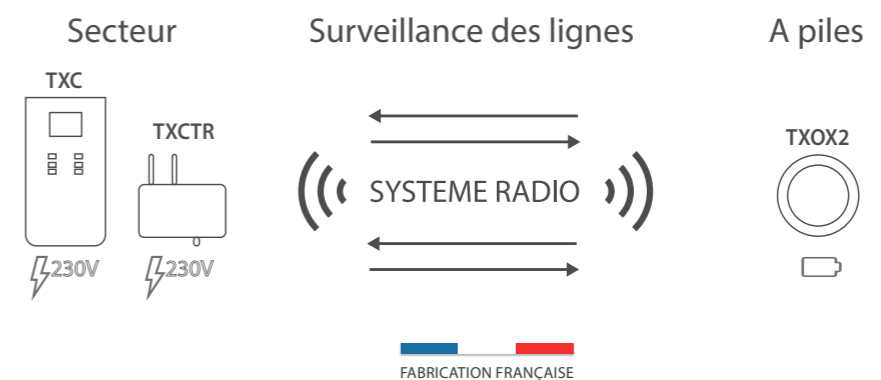 Secteur
Surveillance des lignes
A piles
TXC
TXCTR
TXOX2
SYSTEME RADIO
230V
230V
FABRICATION FRANÇAISE